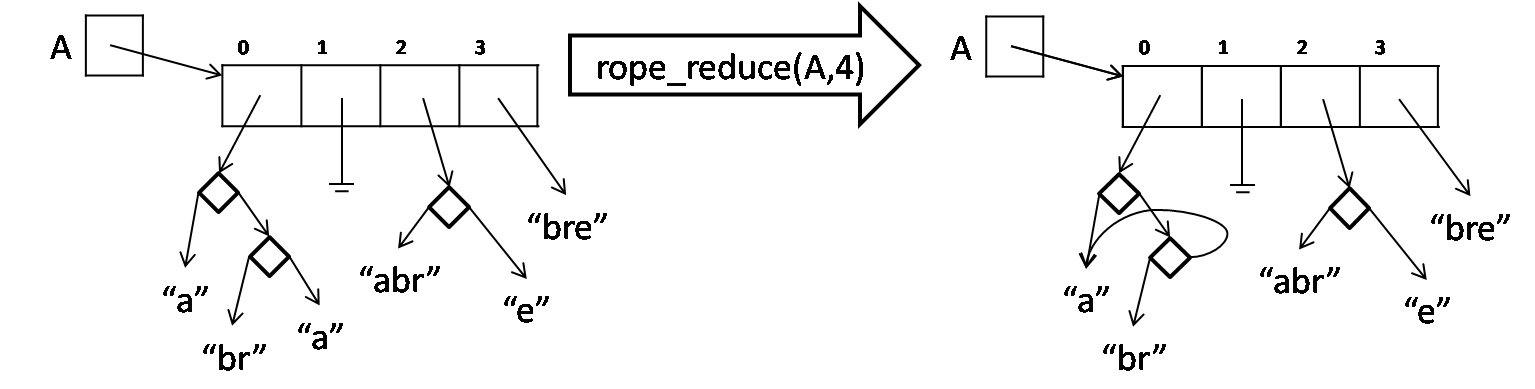 A
0 1 2 3
“a”
“br”
“a”
“abr”
“e”
“bre”
rope_reduce(A,4)
A
0 1 2 3
“a”
“br”
“abr”
“e”
“bre”